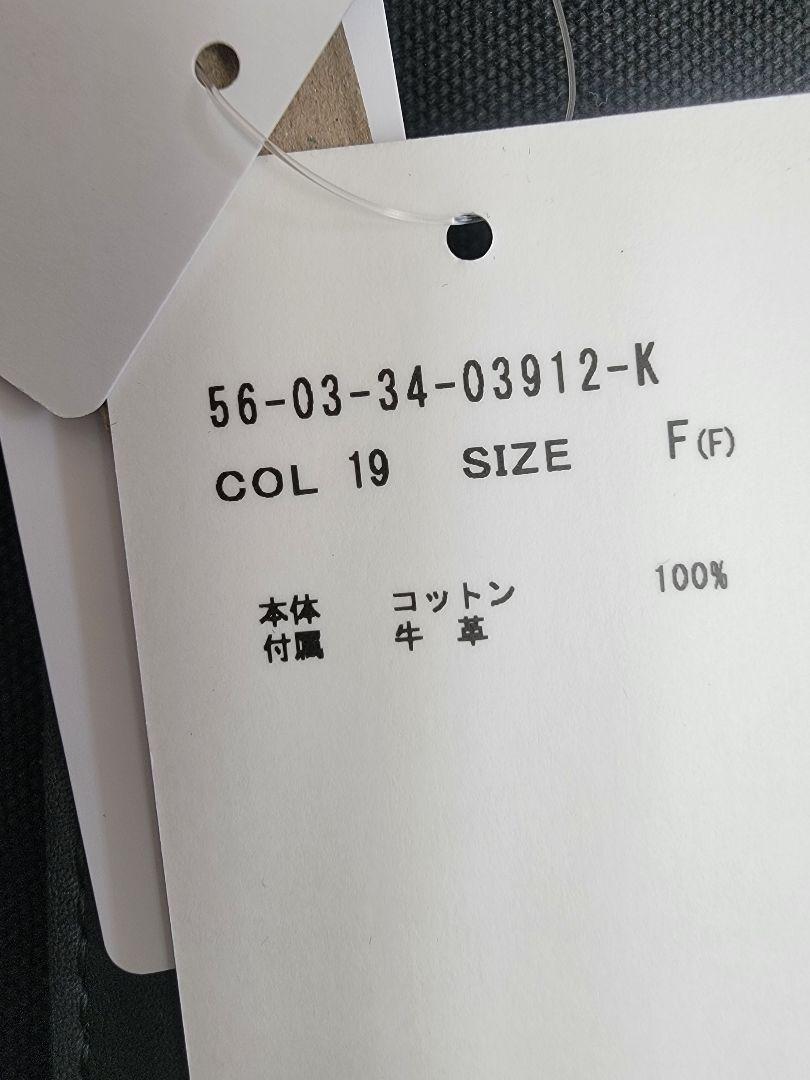 56-03-34-03912-K
COL 19 SIZE F(F)
本体 コットン 100%
付属 牛 革